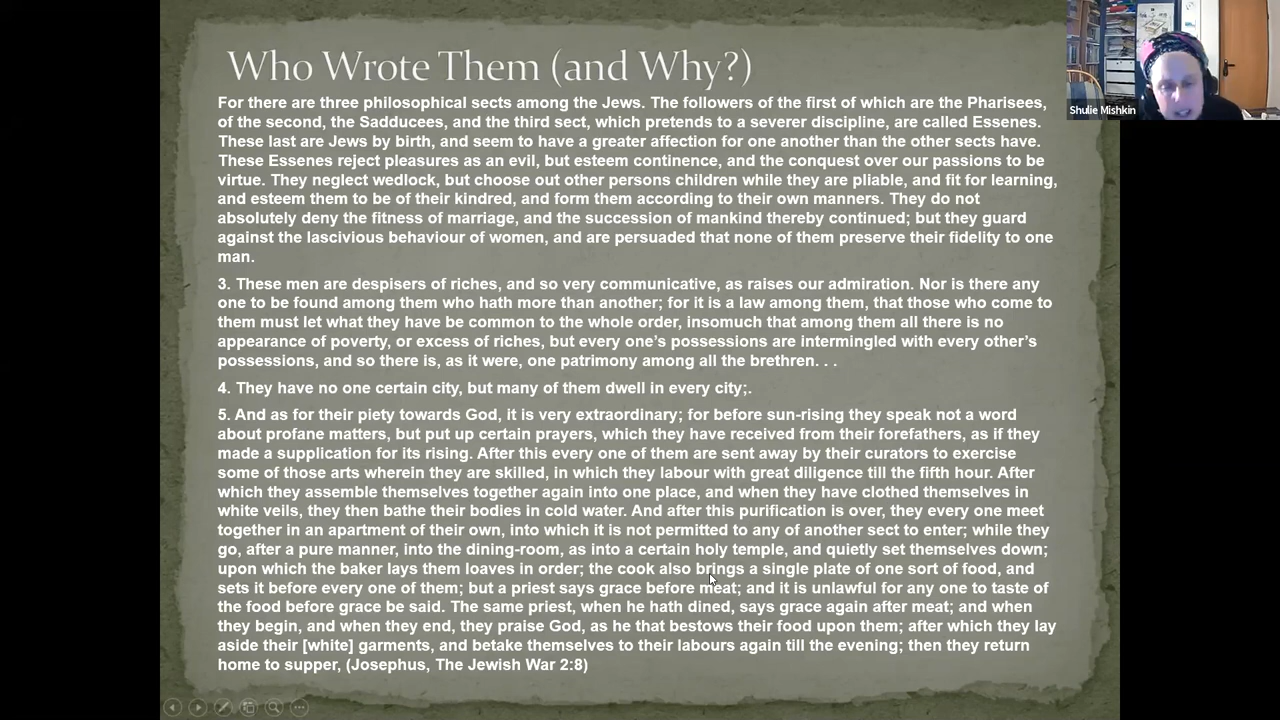 Who Wrote Them (and Why?)
For there are three philosophical sects among the Jews. The followers of the first of which are the Pharisees,
of the second, the Sadducees, and the third sect, which pretends to a severer discipline, are called Essenes.
These last are Jews by birth, and seem to have a greater affection for one another than the other sects have.
These Essenes reject pleasures as an evil, but esteem continence, and the conquest over our passions to be
virtue. They neglect wedlock, but choose out other persons children while they are pliable, and fit for learning,
and esteem them to be of their kindred, and form them according to their own manners. They do not
absolutely deny the fitness of marriage, and the succession of mankind thereby continued; but they guard
against the lascivious behaviour of women, and are persuaded that none of them preserve their fidelity to one
man.
3. These men are despisers of riches, and so very communicative, as raises our admiration. Nor is there any
one to be found among them who hath more than another; for it is a law among them, that those who come to
them must let what they have be common to the whole order, insomuch that among them all there is no
appearance of poverty, or excess of riches, but every one's possessions are intermingled with every other's
possessions, and so there is, as it were, one patrimony among all the brethren. . .
4. They have no one certain city, but many of them dwell in every city;.
5. And as for their piety towards God, it is very extraordinary; for before sun-rising they speak not a word
about profane matters, but put up certain prayers, which they have received from their forefathers, as if they
made a supplication for its rising. After this every one of them are sent away by their curators to exercise
some of those arts wherein they are skilled, in which they labour with great diligence till the fifth hour. After
which they assemble themselves together again into one place, and when they have clothed themselves in
white veils, they then bathe their bodies in cold water. And after this purification is over, they every one meet
together in an apartment of their own, into which it is not permitted to any of another sect to enter; while they
go, after a pure manner, into the dining-room, as into a certain holy temple, and quietly set themselves down;
upon which the baker lays them loaves in order; the cook also brings a single plate of one sort of food, and
sets it before every one of them; but a priest says grace before meat; and it is unlawful for any one to taste of
the food before grace be said. The same priest, when he hath dined, says grace again after meat; and when
they begin, and when they end, they praise God, as he that bestows their food upon them; after which they lay
aside their [white] garments, and betake themselves to their labours again till the evening; then they return
home to supper, (Josephus, The Jewish War 2:8)
Shulie Mishkin